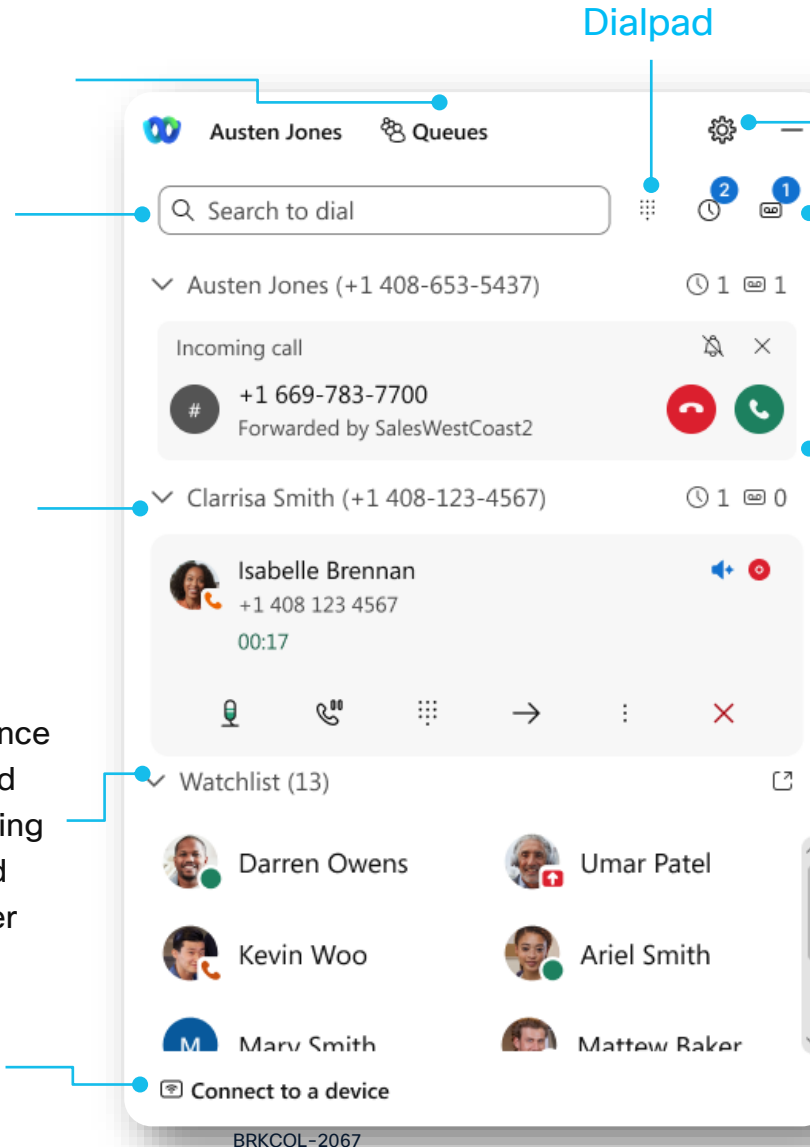 Dialpad
Austen Jones Queues
Search to dial 2 1
Austen Jones (+1 408-653-5437) 1 1
Incoming call
# +1 669-783-7700
Forwarded by SalesWestCoast2
Clarrisa Smith (+1 408-123-4567) 1 0
Isabelle Brennan
+1 408 123 4567
00:17
nce
d
Watchlist (13)
ing
d
er
Darren Owens Umar Patel
Kevin Woo Ariel Smith
M Mary Smith Mattew Baker
Connect to a device
BRKCOL-2067